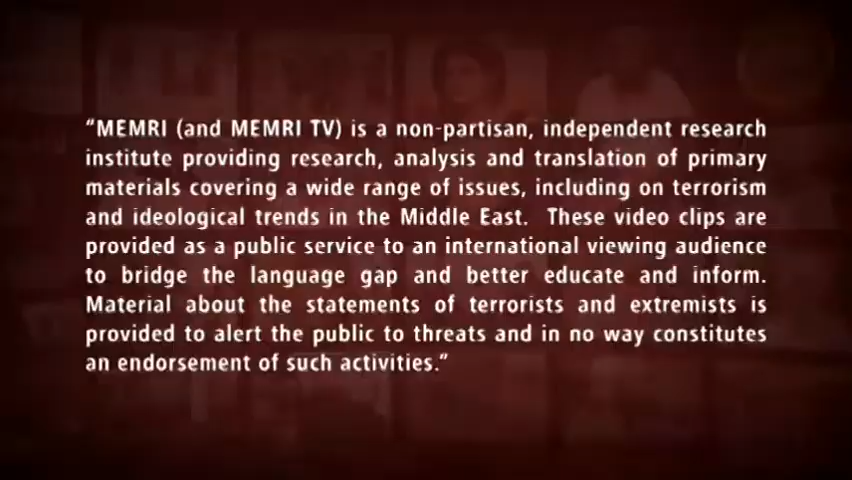 “MEMRI (and MEMRI TV) is a non-partisan, independent research
institute providing research, analysis and translation of primary
materials covering a wide range of issues, including on terrorism
and ideological trends in the Middle East. These video clips are
provided as a public service to an international viewing audience
to bridge the language gap and better educate and inform.
Material about the statements of terrorists and extremists is
provided to alert the public to threats and in no way constitutes
an endorsement of such activities.”